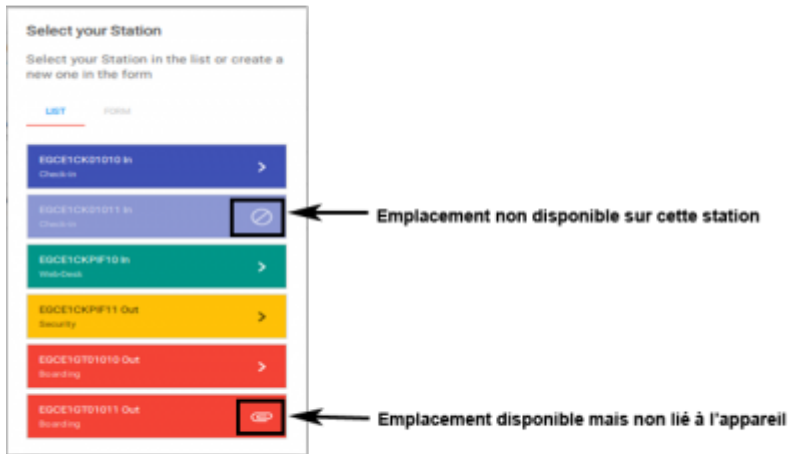 Select your Station
Select your Station in the list or create a
new one in the form
LIST FORM
EGCE1CK01010 In
Check-in
EGCE1CK01011 In
Check-in
Emplacement non disponible sur cette station
EGCE1CKPIF10 In
Web-Desk
EGCE1CKPIF11 Out
Security
EGCE1GT01010 Out
Boarding
EGCE1GT01011 Out
Boarding
Emplacement disponible mais non lié à l'appareil